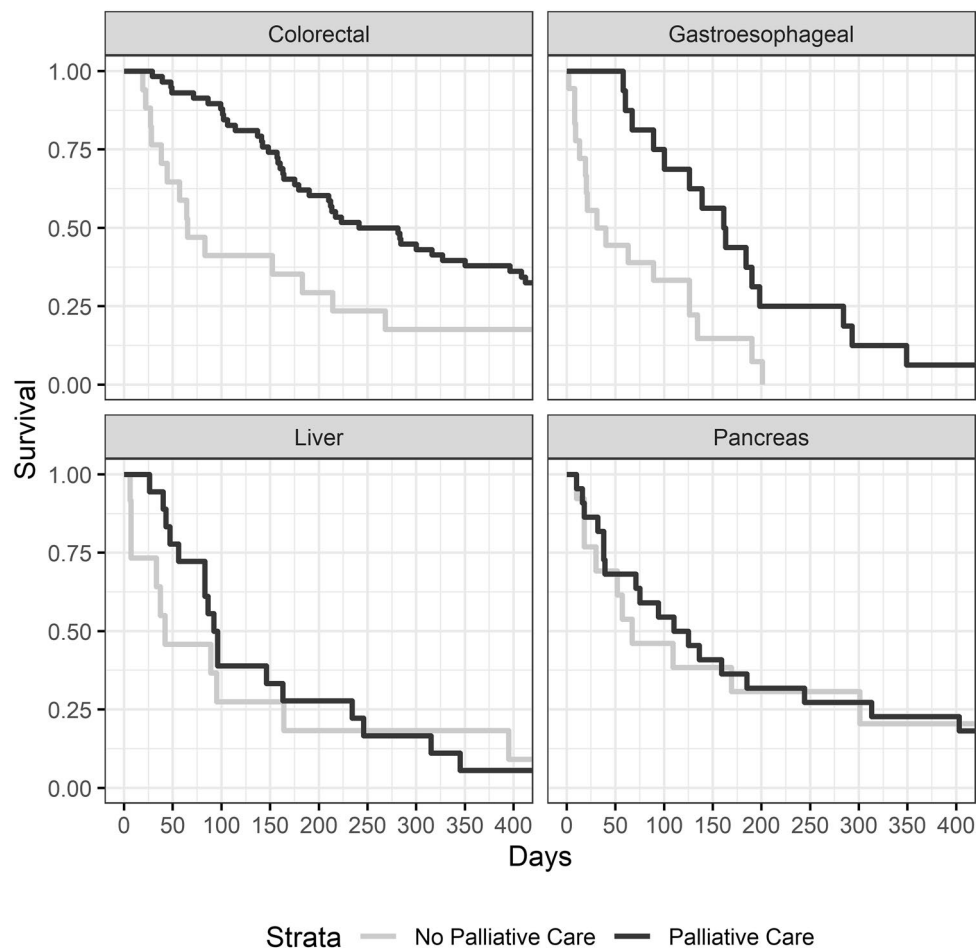 Colorectal
Gastroesophageal
1.00
0.75
0.50
0.25
0.00
Liver
Pancreas
1.00
0.75
0.50
0.25
0.00
Survival
0 50 100 150 200 250 300 350 400
0 50 100 150 200 250 300 350 400
Days
Strata No Palliative Care Palliative Care